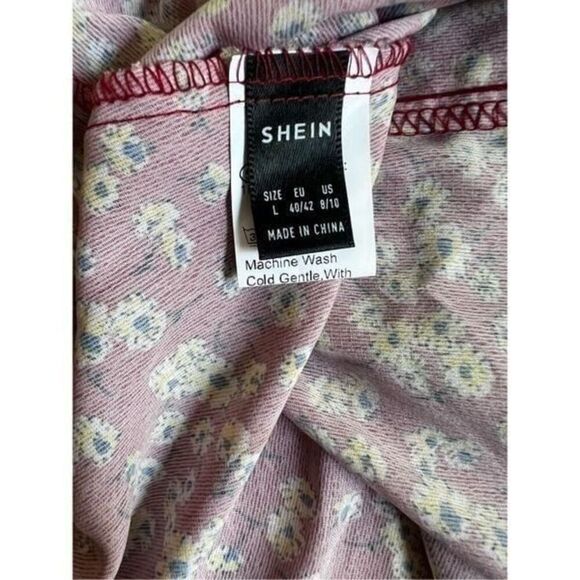 SHEIN
SIZE EU US
L 40/42 8/10
MADE IN CHINA
Machine Wash
Cold Gentle,With